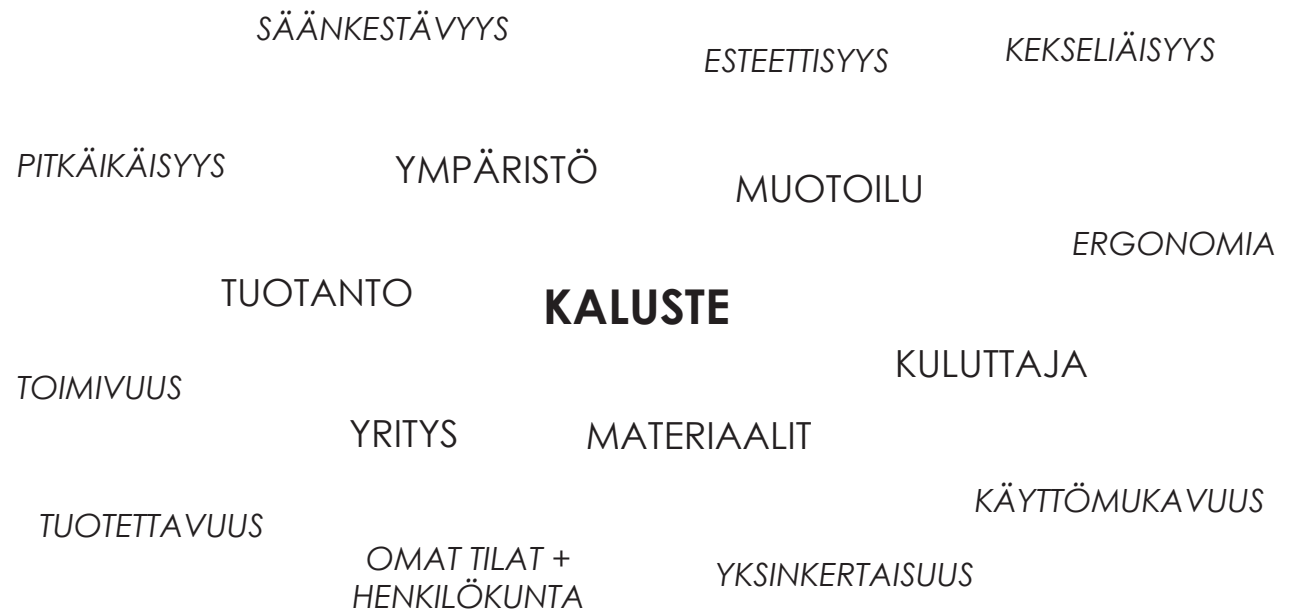 SÄÄNKESTÄVYYS
ESTEETTISYYS
KEKSELIÄISYYS
PITKÄIKÄISYYS
YMPÄRISTÖ
MUOTOILU
ERGONOMIA
TUOTANTO
KALUSTE
KULUTTAJA
TOIMIVUUS
YRITYS
MATERIAALIT
KÄYTTÖMUKAVUUS
TUOTETTAVUUS
OMAT TILAT +
HENKILÖKUNTA
YKSINKERTAISUUS